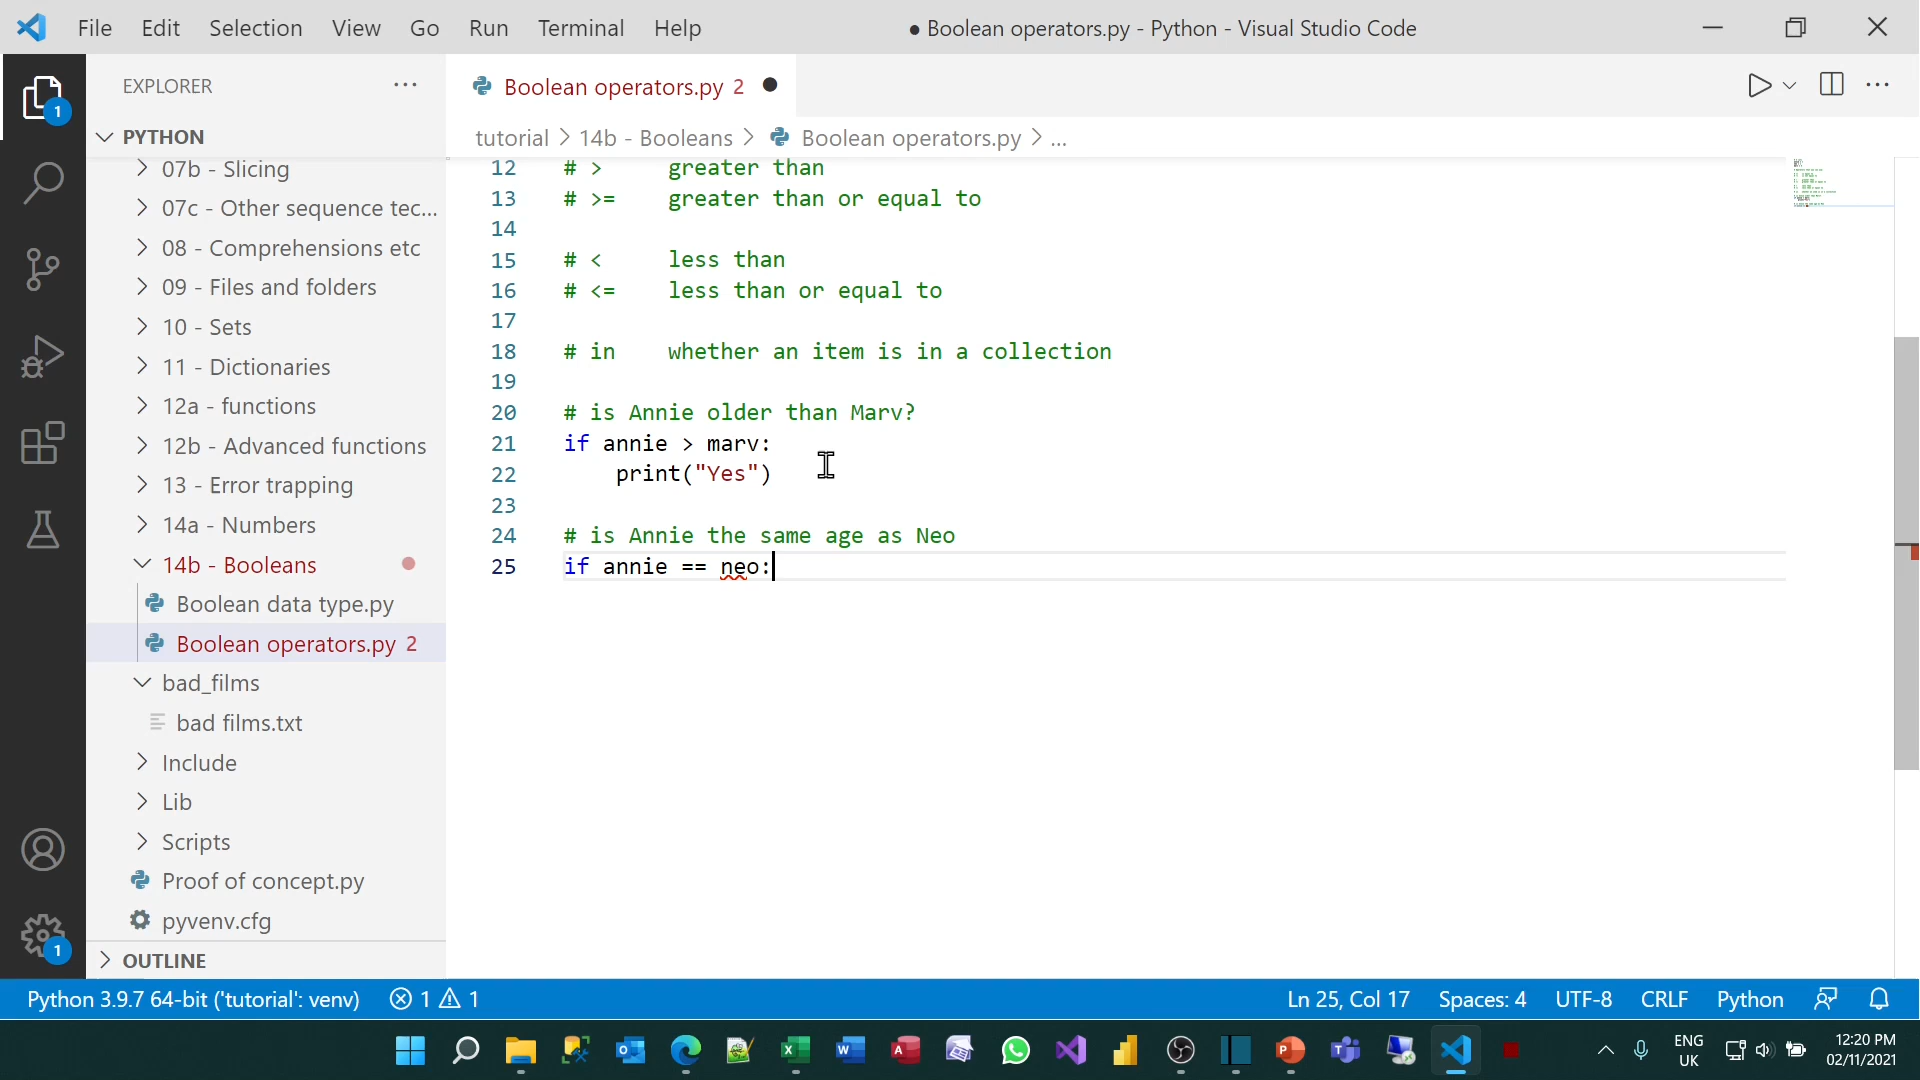 File Edit Selection View Go Run Terminal Help
● Boolean operators.py - Python - Visual Studio Code
EXPLORER
Boolean operators.py 2
PYTHON
tutorial > 14b - Booleans > Boolean operators.py > ...
1
07b - Slicing
07c - Other sequence tec...
08 - Comprehensions etc
09 - Files and folders
10 - Sets
11 - Dictionaries
12a - functions
12b - Advanced functions
13 - Error trapping
14a - Numbers
14b - Booleans
Boolean data type.py
Boolean operators.py 2
bad_films
bad films.txt
Include
Lib
Scripts
Proof of concept.py
pyvenv.cfg
OUTLINE
1
12 # > greater than
13 # >= greater than or equal to
14
15 # < less than
16 # <= less than or equal to
17
18 # in whether an item is in a collection
19
20 # is Annie older than Marv?
21 if annie > marv:
22 print("Yes")
23
24 # is Annie the same age as Neo
25 if annie == neo:
Python 3.9.7 64-bit ('tutorial': venv) 1 1
Ln 25, Col 17 Spaces: 4 UTF-8 CRLF Python
ENG
UK
12:20 PM
02/11/2021